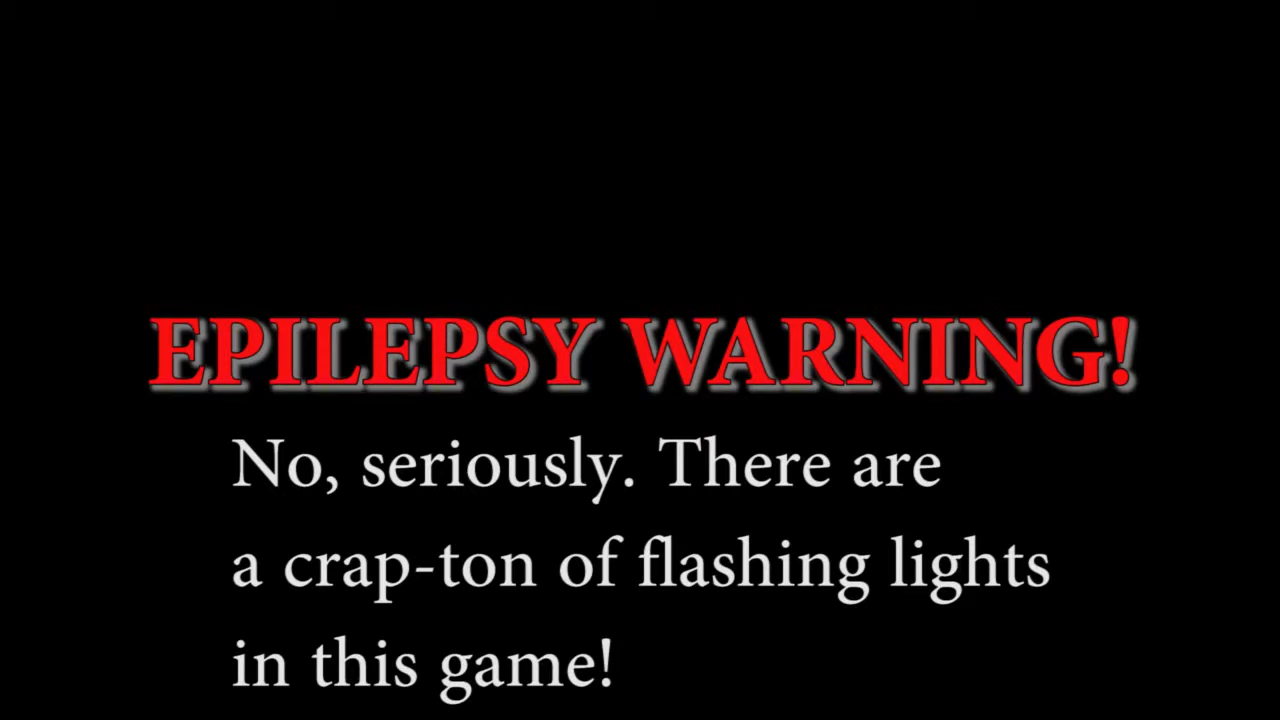 EPILEPSY WARNING!
No, seriously. There are
a crap-ton of flashing lights
in this game!